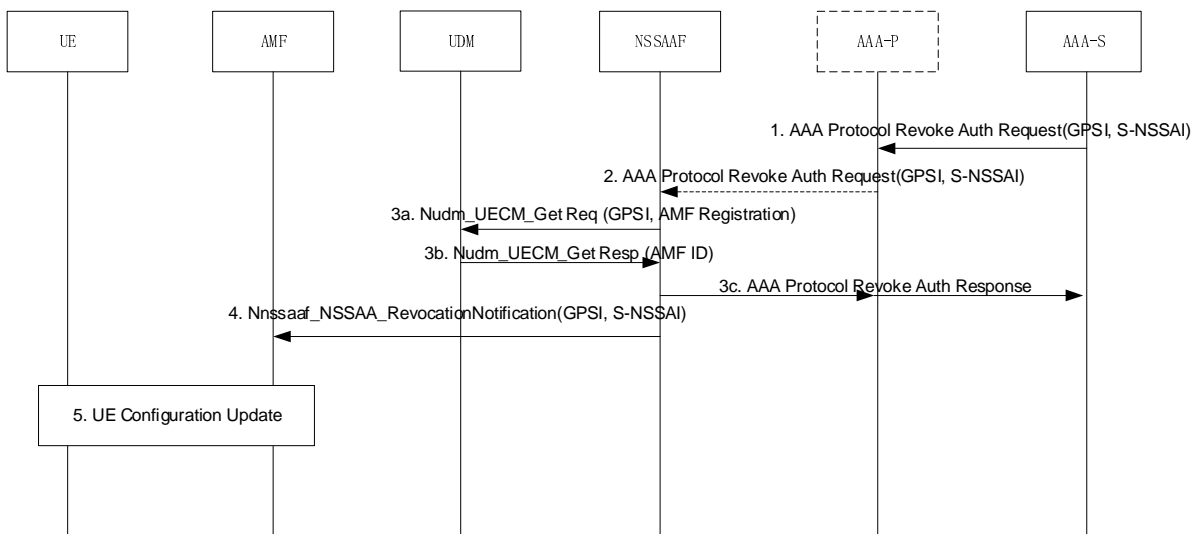 UE
AMF
UDM
NSSAAF
AAA-P
AAA-S
1. AAA Protocol Revoke Auth Request(GPSI, S-NSSAI)
2. AAA Protocol Revoke Auth Request(GPSI, S-NSSAI)
3a. Nudm_UECM_Get Req (GPSI, AMF Registration)
3b. Nudm_UECM_Get Resp (AMF ID)
3c. AAA Protocol Revoke Auth Response
4. Nnssaaf_NSSAA_RevocationNotification(GPSI, S-NSSAI)
5. UE Configuration Update